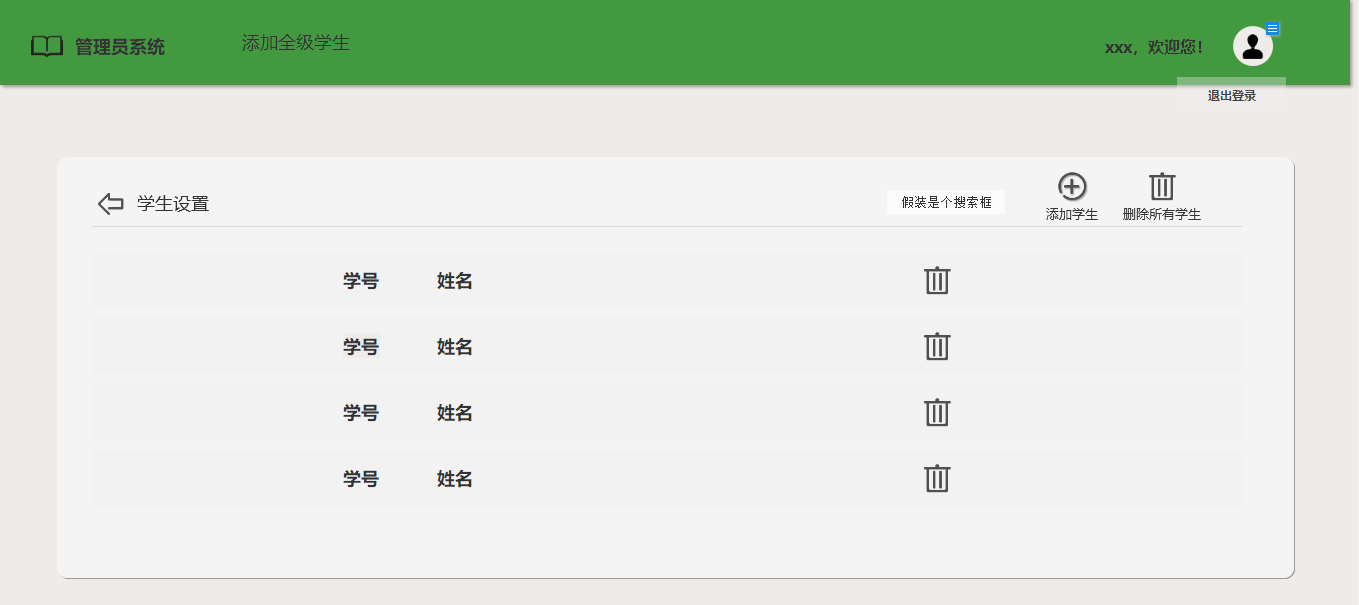 管理员系统
添加全级学生
xxx，欢迎您！
退出登录
学生设置
假装是个搜索框
添加学生
删除所有学生
学号 姓名
学号 姓名
学号 姓名
学号 姓名